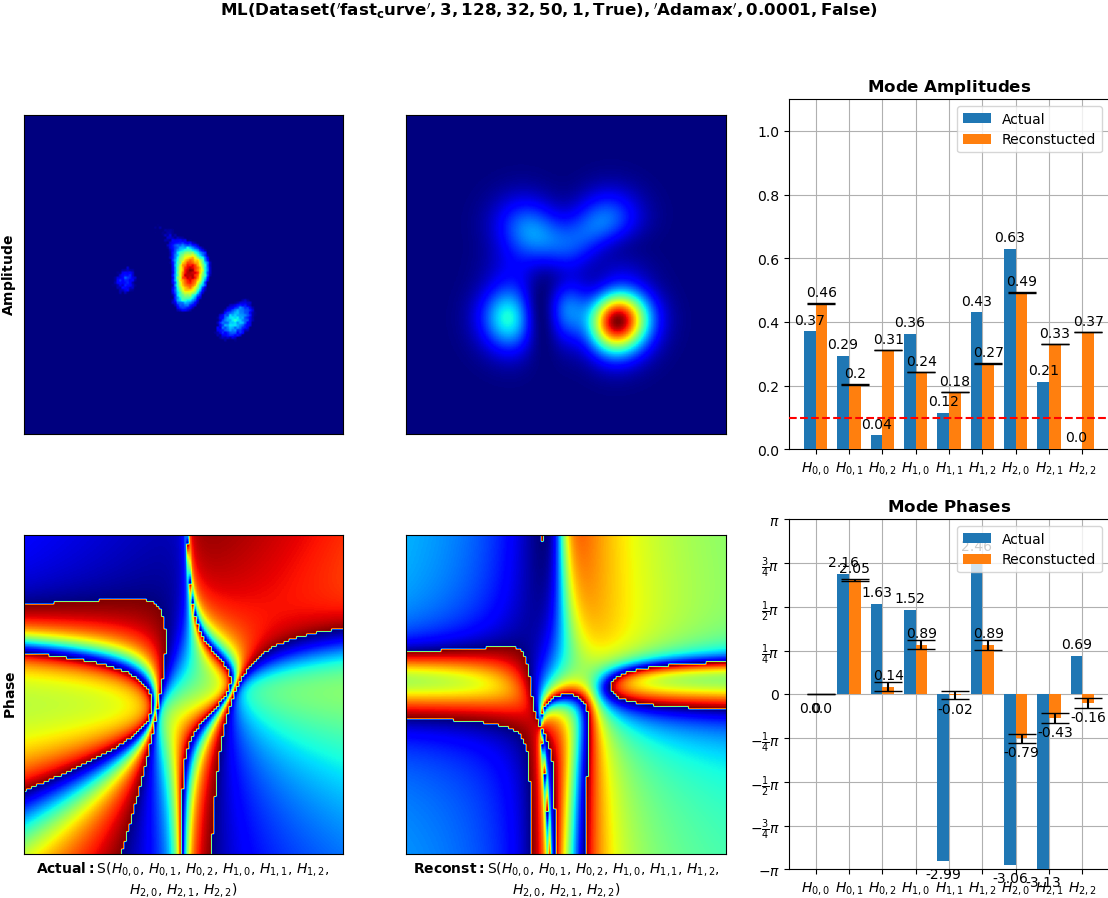 ML(Dataset('fast_curve', 3, 128, 32, 50, 1, True), 'Adamax', 0.0001, False)
Amplitude
Mode Amplitudes
Actual
Reconstucted
1.0
0.8
0.6
0.4
0.2
0.0
0.37
0.46
0.29
0.2
0.04
0.31
0.36
0.24
0.12
0.18
0.43
0.27
0.63
0.49
0.21
0.33
0.0
0.37
H0,0 H0,1 H0,2 H1,0 H1,1 H1,2 H2,0 H2,1 H2,2
Phase
Actual: S(H0,0, H0,1, H0,2, H1,0, H1,1, H1,2,
H2,0, H2,1, H2,2)
Reconst: S(H0,0, H0,1, H0,2, H1,0, H1,1, H1,2,
H2,0, H2,1, H2,2)
Mode Phases
Actual
Reconstucted
π
3/4π
1/2π
1/4π
0
−1/4π
−1/2π
−3/4π
−π
0.0
0.0
2.16
2.05
1.63
0.14
1.52
0.89
-2.99
-0.02
2.46
0.89
-3.06
-0.79
-3.13
-0.43
0.69
-0.16
H0,0 H0,1 H0,2 H1,0 H1,1 H1,2 H2,0 H2,1 H2,2